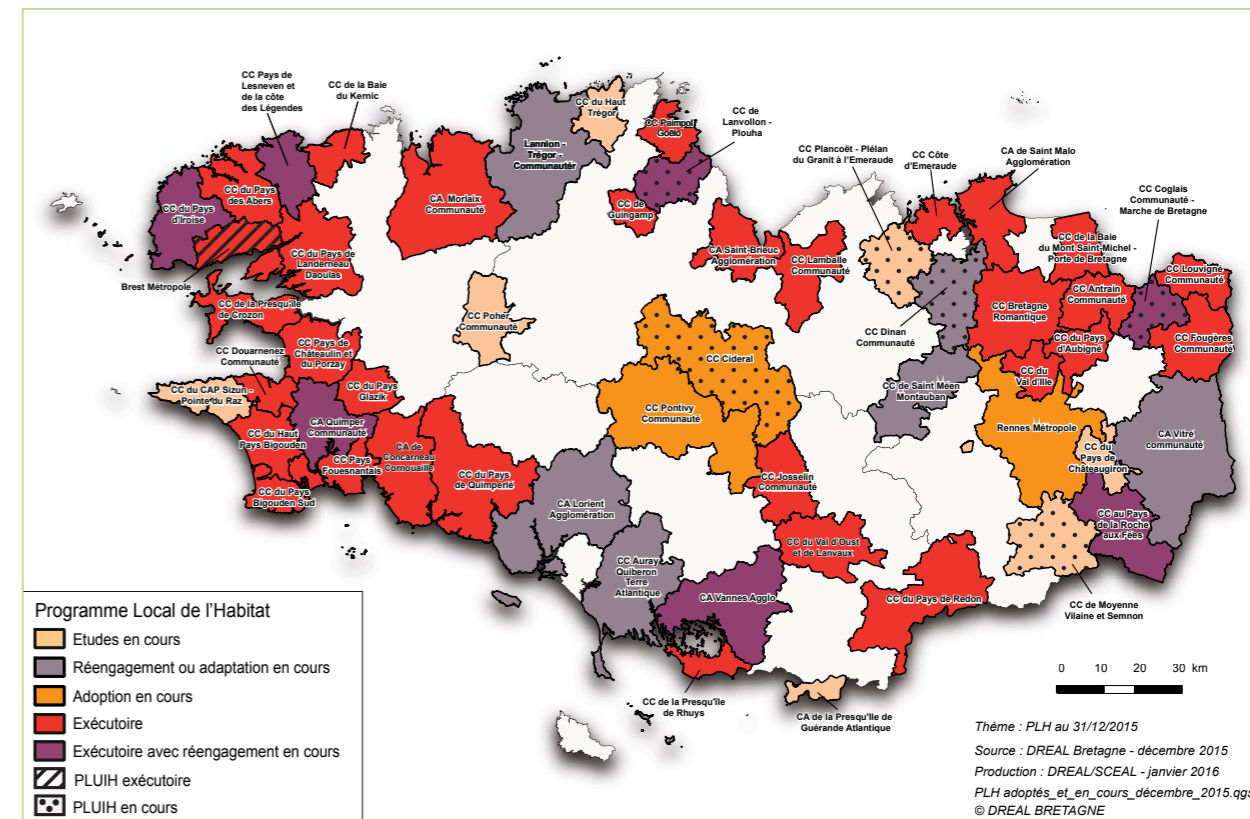 CC Pays de
Lesneven et
de la côte
des Légendes
CC de la Baie
du Kernic
CC du Haut
Trégor
CC Paimpol
Goëlo
CC de
Lanvollon -
Plouha
Lannion -
Trégor -
Communautér
CC Plancoët - Plélan
du Granit à l'Emeraude
CC Côte
d'Emeraude
CA de Saint Malo
Agglomération
CC Coglais
Communauté -
Marche de Bretagne
CC du Pays
des Abers
CC du Pays
d'Iroise
CA Morlaix
Communauté
CC de
Guingamp
CC du Pays de
Landerneau
Daoulas
CA Saint-Brieuc
Agglomération
CC Lamballe
Communauté
CC de la Baie
du Mont Saint-Michel -
Porte de Bretagne
CC Louvigné
Communauté
Brest Métropole
CC de la Presqu'île
de Crozon
CC Poher
Communauté
CC Bretagne
Romantique
CC Antrain
Communauté
CC Dinan
Communauté
CC du Pays
d'Aubigné
CC Fougères
Communauté
CC Pays de
Châteaulin et
du Porzay
CC Douarnenez
Communauté
CC Cideral
CC du
Val d'Ille
CC du CAP Sizun -
Pointe du Raz
CC du Pays
Glazik
CC de Saint Méen
Montauban
CC Pontivy
Communauté
CA Quimper
Communauté
Rennes Métropole
CC du Haut
Pays Bigouden
CA Vitré
communauté
CC du
Pays de
Châteaugiron
CC Pays
Fouesnantais
CA de
Concarneau
Cornouaille
CC du Pays
de Quimperlé
CC Josselin
Communauté
CC du Pays
Bigouden Sud
CA Lorient
Agglomération
CC au Pays
de la Roche
aux Fées
CC du Val d'Oust
et de Lanvaux
CC Auray
Quiberon
Terre
Atlantique
CA Vannes Agglo
CC du Pays de Redon
CC de Moyenne
Vilaine et Semnon
CC de la Presqu'île
de Rhuys
CA de la Presqu'île de
Guérande Atlantique
Programme Local de l'Habitat
Etudes en cours
Réengagement ou adaptation en cours
Adoption en cours
Exécutoire
Exécutoire avec réengagement en cours
PLUIH exécutoire
PLUIH en cours
0 10 20 30 km
Thème : PLH au 31/12/2015
Source : DREAL Bretagne - décembre 2015
Production : DREAL/SCEAL - janvier 2016
PLH adoptés_et_en_cours_décembre_2015.qgs
© DREAL BRETAGNE